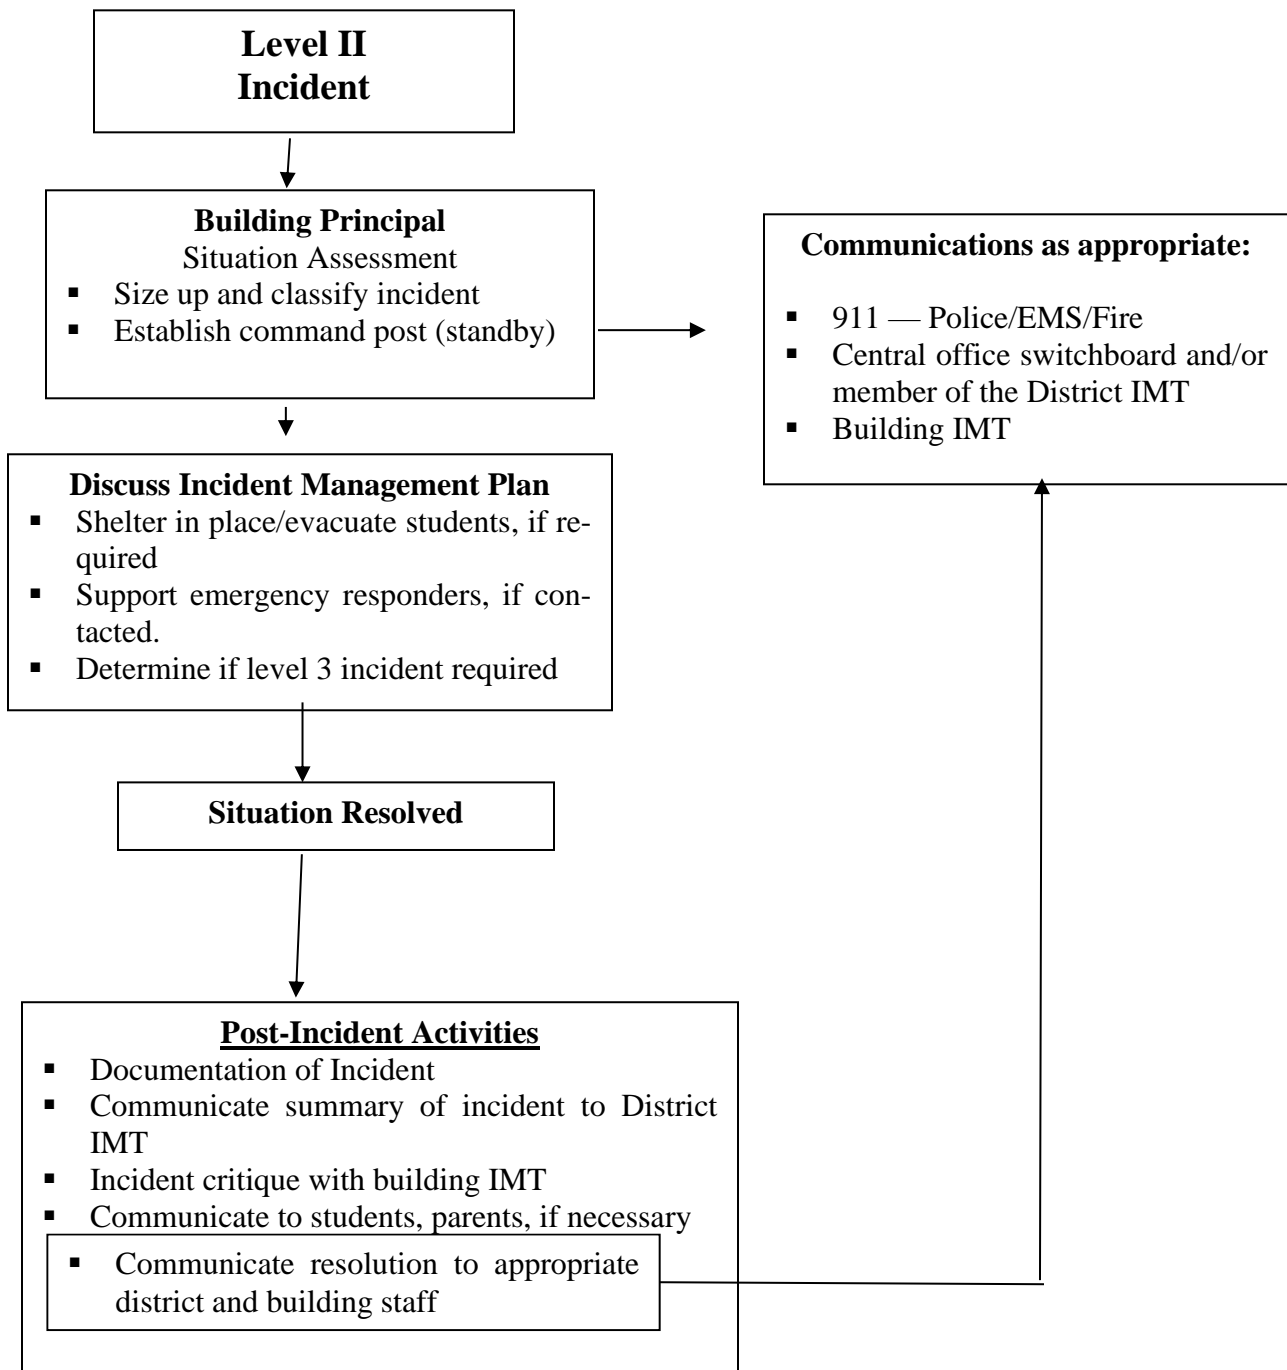 Level II
Incident
Building Principal
Situation Assessment
▪ Size up and classify incident
▪ Establish command post (standby)
Communications as appropriate:
▪ 911 — Police/EMS/Fire
▪ Central office switchboard and/or
member of the District IMT
▪ Building IMT
Discuss Incident Management Plan
▪ Shelter in place/evacuate students, if re-
quired
▪ Support emergency responders, if con-
tacted.
▪ Determine if level 3 incident required
Situation Resolved
Post-Incident Activities
▪ Documentation of Incident
▪ Communicate summary of incident to District
IMT
▪ Incident critique with building IMT
▪ Communicate to students, parents, if necessary
▪ Communicate resolution to appropriate
district and building staff